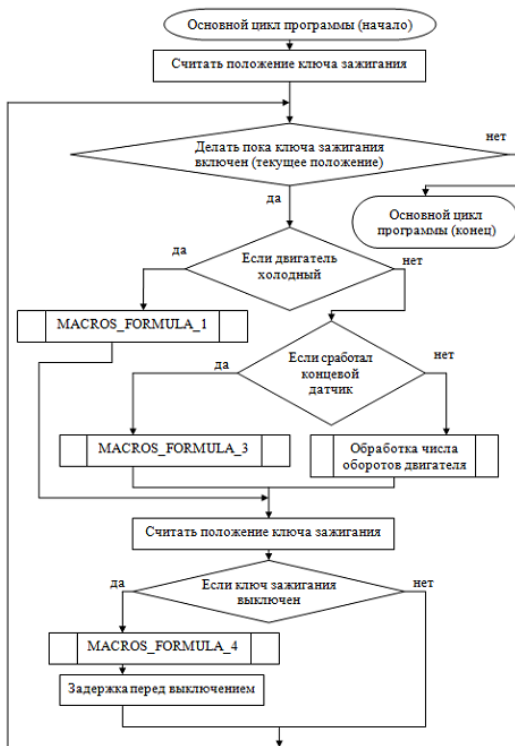 Основной цикл программы (начало)
Считать положение ключа зажигания
Делать пока ключа зажигания
включен (текущее положение)
нет
да
Основной цикл
программы (конец)
Если двигатель
холодный
да
нет
MACROS_FORMULA_1
Если сработал
концевой
датчик
да
нет
MACROS_FORMULA_3
Обработка числа
оборотов двигателя
Считать положение ключа зажигания
Если ключ зажигания
выключен
да
нет
MACROS_FORMULA_4
Задержка перед выключением